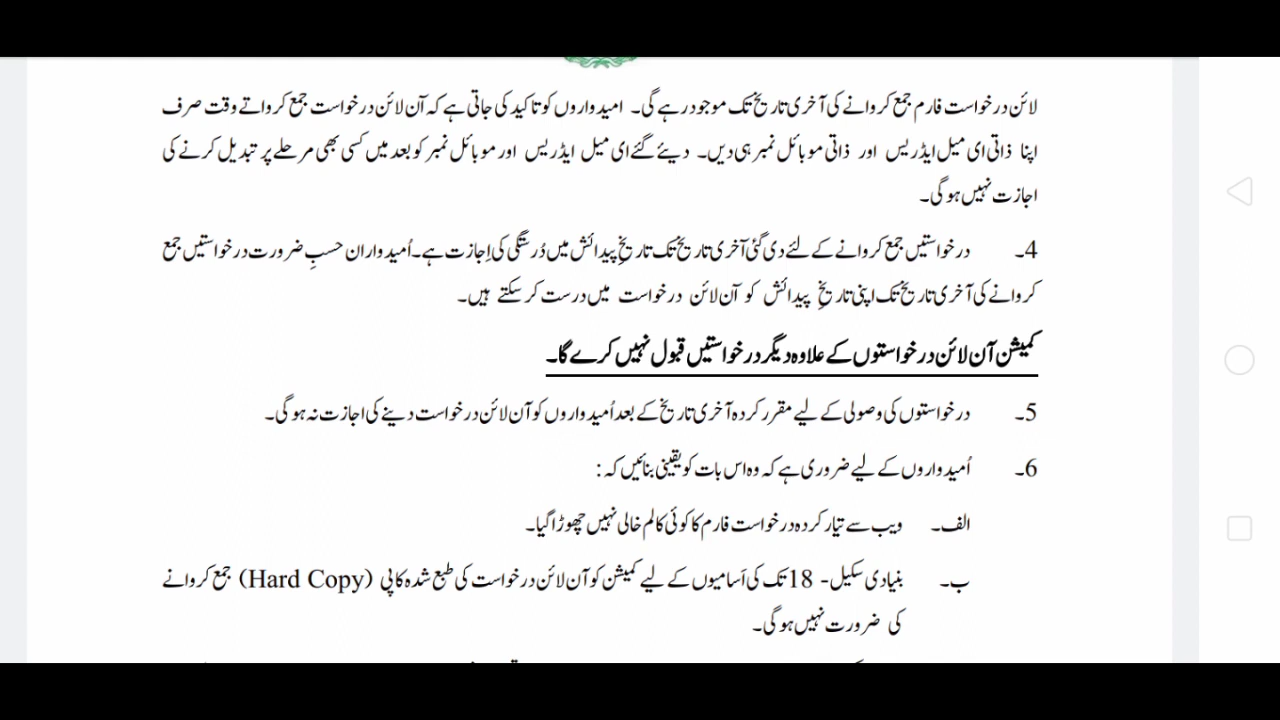 لائن درخواست فارم جمع کروانے کی آخری تاریخ تک موجود رہے گی۔ امیدواروں کو تاکید کی جاتی ہے کہ آن لائن درخواست جمع کرواتے وقت صرف
اپنا ذاتی ای میل ایڈریس اور ذاتی موبائل نمبر ہی دیں۔ دیئے گئے ای میل ایڈریس اور موبائل نمبر کو بعد میں کسی بھی مرحلے پر تبدیل کرنے کی
اجازت نہیں ہوگی۔
4۔ درخواستیں جمع کروانے کے لئے دی گئی آخری تاریخ تک تاریخِ پیدائش میں دُرستگی کی اِجازت ہے۔ اُمیدواران حسبِ ضرورت درخواستیں جمع
کروانے کی آخری تاریخ تک اپنی تاریخِ پیدائش کو آن لائن درخواست میں درست کر سکتے ہیں۔
کمیشن آن لائن درخواستوں کے علاوہ دیگر درخواستیں قبول نہیں کرے گا۔
5۔ درخواستوں کی وصولی کے لیے مقرر کردہ آخری تاریخ کے بعد اُمیدواروں کو آن لائن درخواست دینے کی اجازت نہ ہوگی۔
6۔ اُمیدواروں کے لیے ضروری ہے کہ وہ اس بات کو یقینی بنائیں کہ:
الف۔ ویب سے تیار کردہ درخواست فارم کا کوئی کالم خالی نہیں چھوڑا گیا۔
ب۔ بنیادی سکیل- 18 تک کی اَسامیوں کے لیے کمیشن کو آن لائن درخواست کی طبع شدہ کاپی (Hard Copy) جمع کروانے
کی ضرورت نہیں ہوگی۔